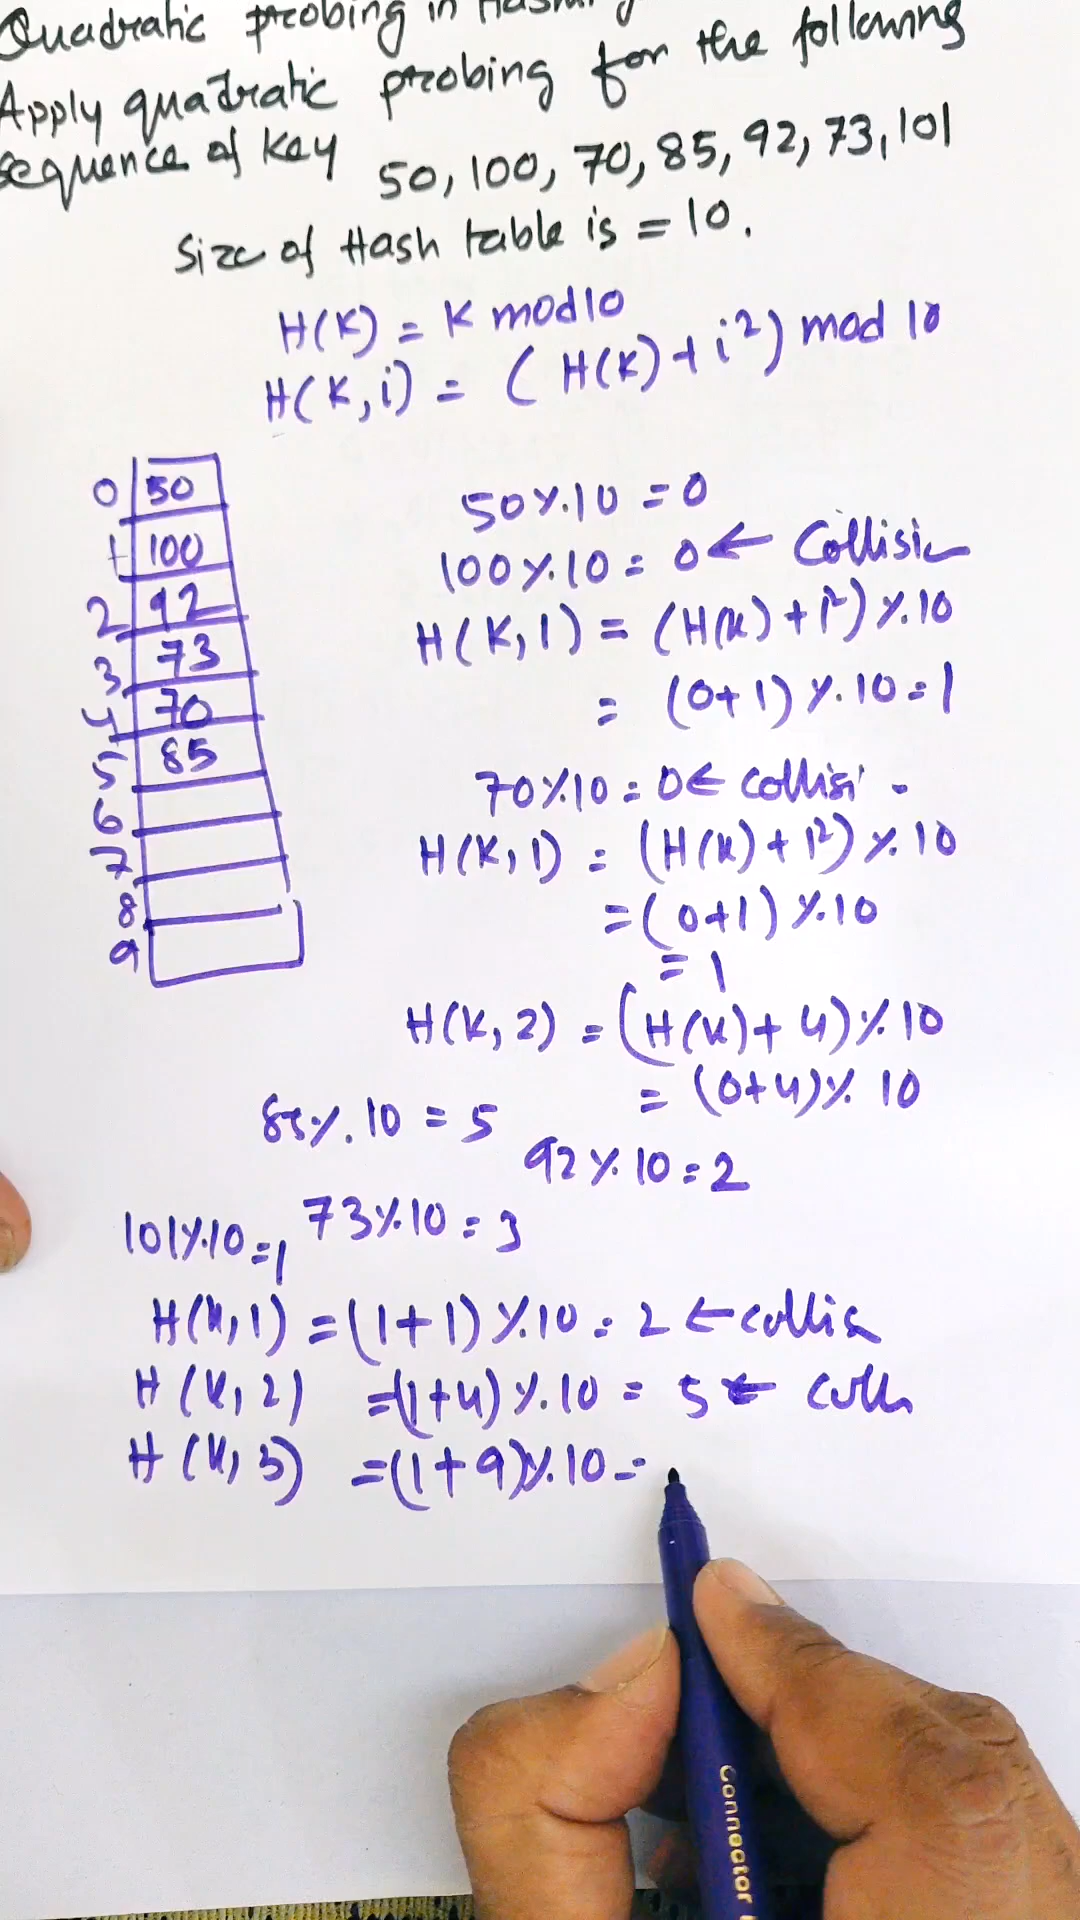 Quadratic probing in Hashing
Apply quadratic probing for the following
sequence of key 50, 100, 70, 85, 92, 73, 101
Size of Hash table is = 10.
H(K) = K mod 10
H(K, i) = ( H(K) + i²) mod 10
0 50
1 100
2 92
3 73
4 70
5 85
6
7
8
9
50 %. 10 = 0
100 %. 10 = 0 ← Collisi
H(K, 1) = (H(K) + 1²) %. 10
= (0+1) %. 10 = 1
70 % 10 = 0 ← collisi
H(K, 1) = (H(K) + 1²) %. 10
= (0+1) %. 10
= 1
H(K, 2) = (H(K) + 4) %. 10
= (0+4) %. 10
85 %. 10 = 5
92 %. 10 = 2
73 %. 10 = 3
101 %. 10 = 1
H(K, 1) = (1+1) %. 10 = 2 ← collis
H(K, 2) = (1+4) %. 10 = 5 ← coll
H(K, 3) = (1+9) %. 10 =
Connector